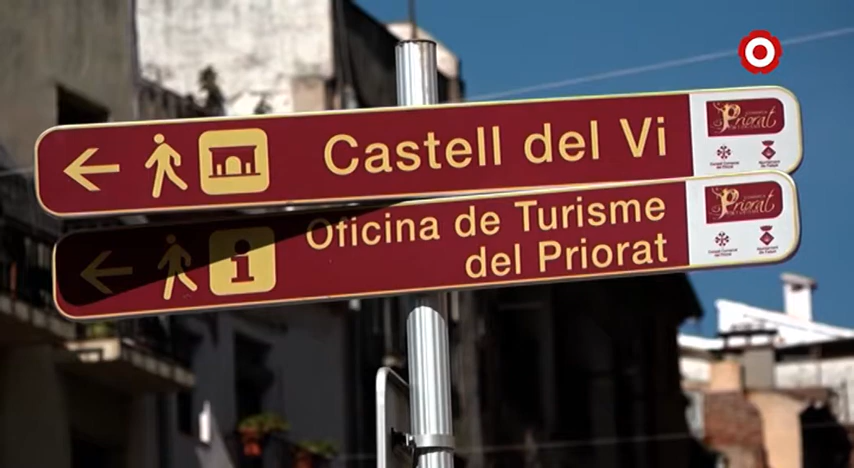 Castell del Vi
Priorat
Oficina de Turisme
del Priorat
Priorat